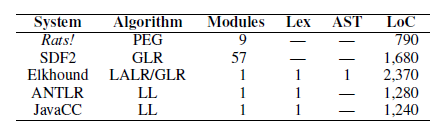 System Algorithm Modules Lex AST LoC
Rats! PEG 9 — — 790
SDF2 GLR 57 — — 1,680
Elkhound LALR/GLR 1 1 1 2,370
ANTLR LL 1 1 — 1,280
JavaCC LL 1 1 — 1,240